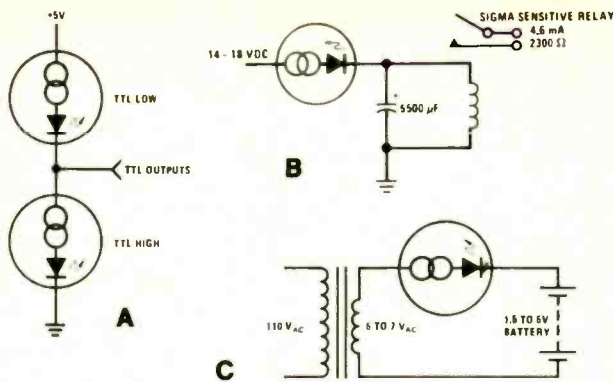 +5V
TTL LOW
TTL OUTPUTS
TTL HIGH
A
14 - 18 VDC
SIGMA SENSITIVE RELAY
4.6 mA
2300 Ω
5500 µF
B
110 VAC
6 TO 7 VAC
1.5 TO 6V
BATTERY
C